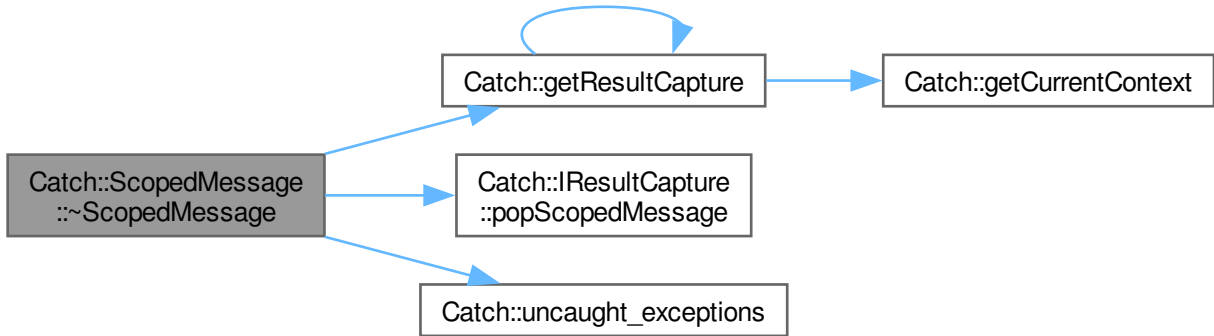 Catch::getResultCapture
Catch::getCurrentContext
Catch::ScopedMessage
::~ScopedMessage
Catch::IResultCapture
::popScopedMessage
Catch::uncaught_exceptions